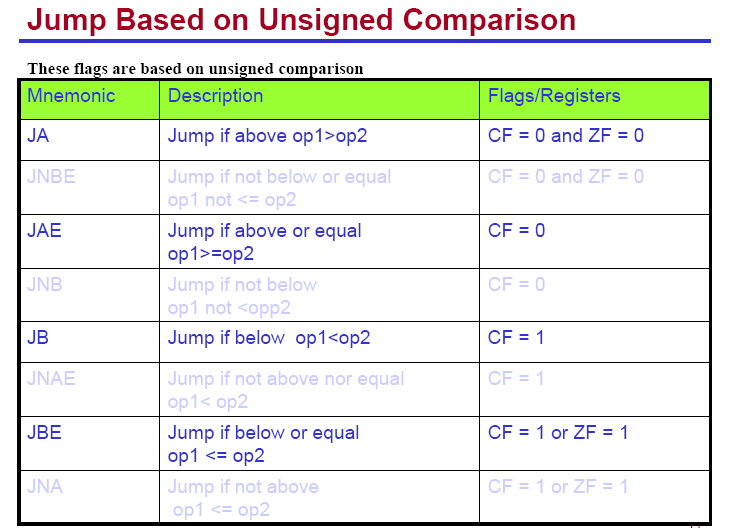 Jump Based on Unsigned Comparison
These flags are based on unsigned comparison
Mnemonic Description Flags/Registers
JA Jump if above op1>op2 CF = 0 and ZF = 0
JNBE Jump if not below or equal CF = 0 and ZF = 0
op1 not <= op2
JAE Jump if above or equal CF = 0
op1>=op2
JNB Jump if not below CF = 0
op1 not <opp2
JB Jump if below op1<op2 CF = 1
JNAE Jump if not above nor equal CF = 1
op1< op2
JBE Jump if below or equal CF = 1 or ZF = 1
op1 <= op2
JNA Jump if not above CF = 1 or ZF = 1
op1 <= op2